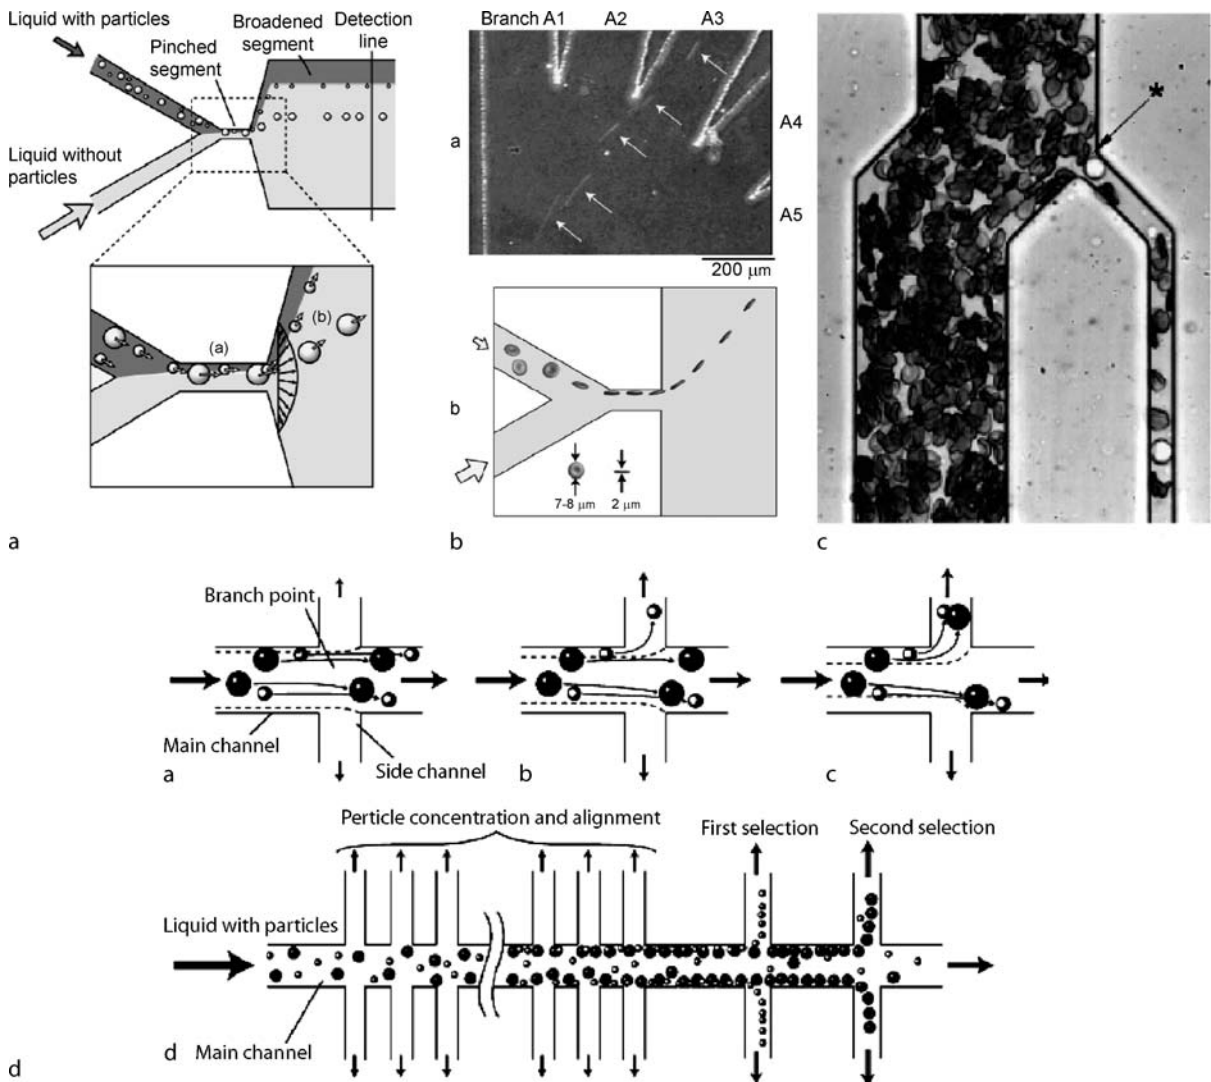 Liquid with particles
Pinched
segment
Broadened
segment
Detection
line
Liquid without
particles
(a)
(b)
a
Branch A1
A2
A3
a
A4
A5
200 µm
b
7-8 µm
2 µm
b
*
c
Branch point
Main channel
Side channel
a
b
c
Perticle concentration and alignment
First selection
Second selection
Liquid with particles
Main channel
d
d